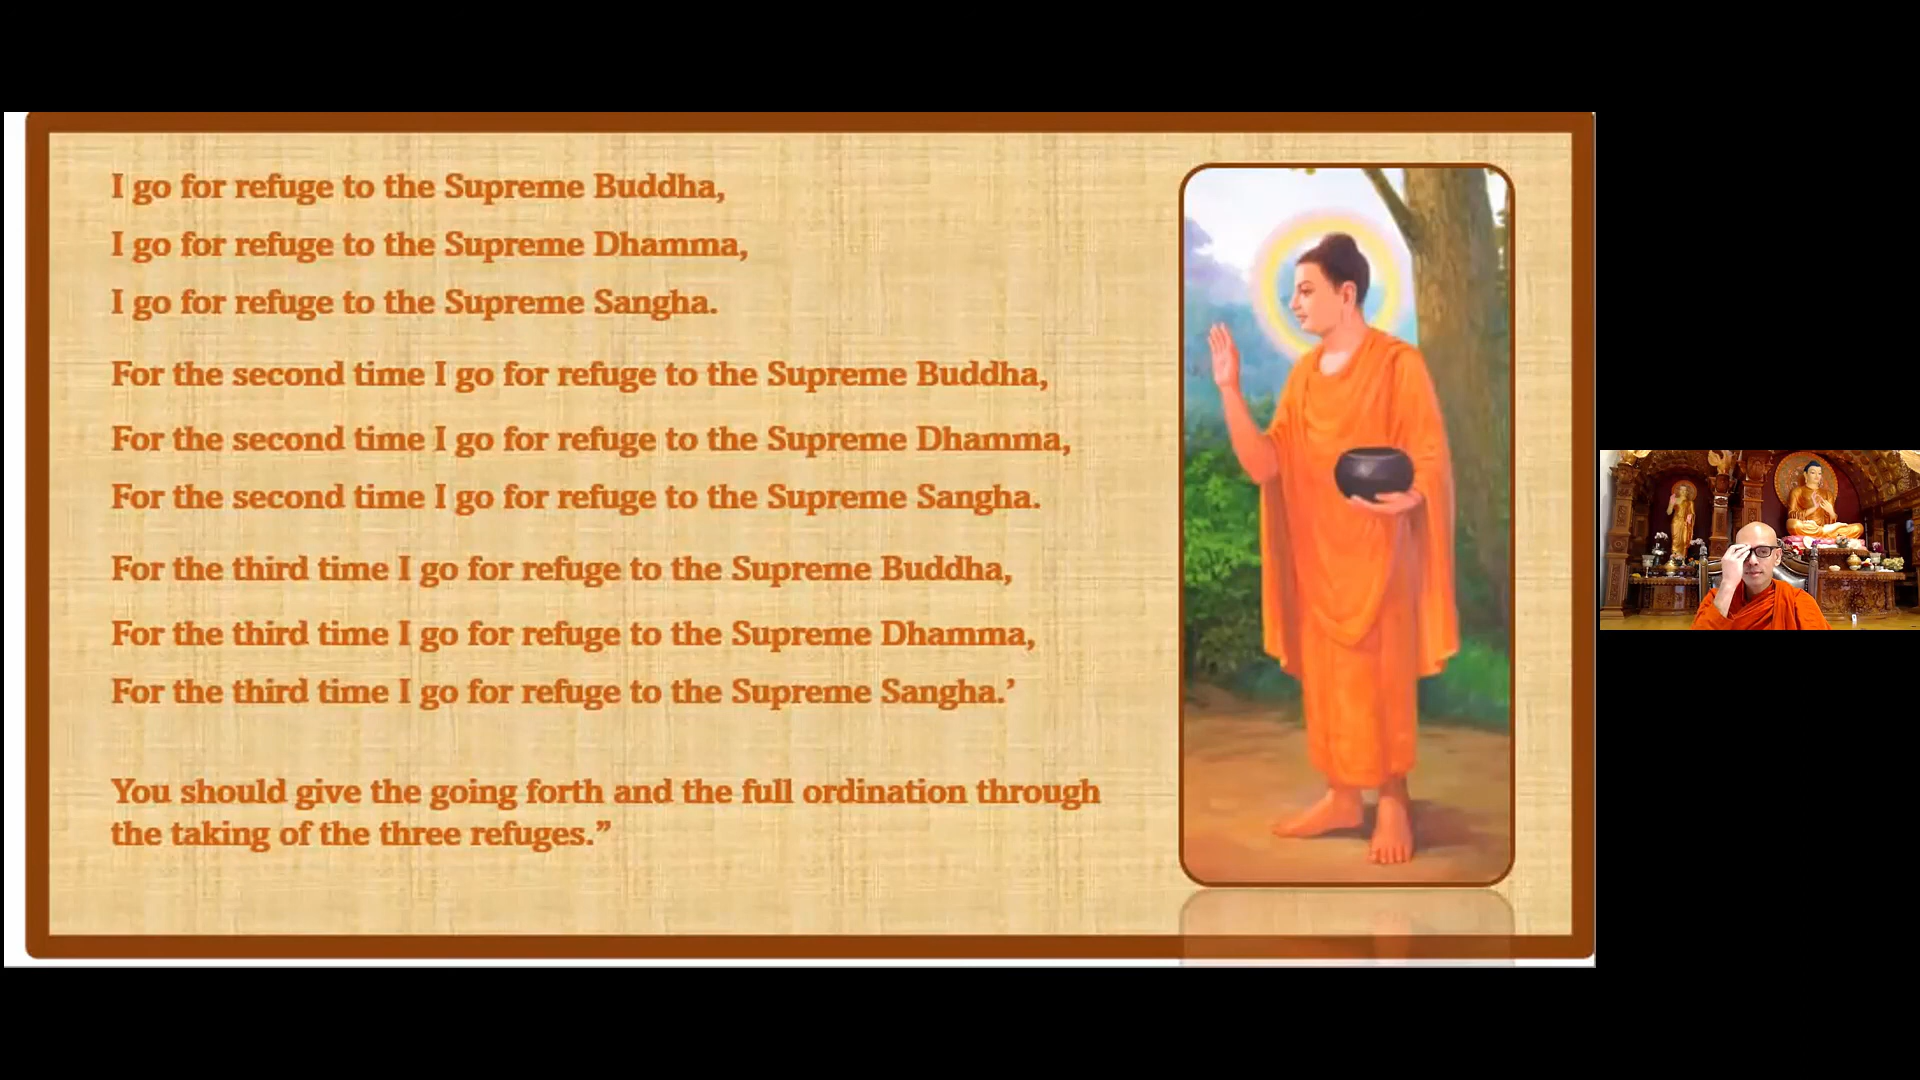 I go for refuge to the Supreme Buddha,
I go for refuge to the Supreme Dhamma,
I go for refuge to the Supreme Sangha.
For the second time I go for refuge to the Supreme Buddha,
For the second time I go for refuge to the Supreme Dhamma,
For the second time I go for refuge to the Supreme Sangha.
For the third time I go for refuge to the Supreme Buddha,
For the third time I go for refuge to the Supreme Dhamma,
For the third time I go for refuge to the Supreme Sangha.’
You should give the going forth and the full ordination through
the taking of the three refuges.”